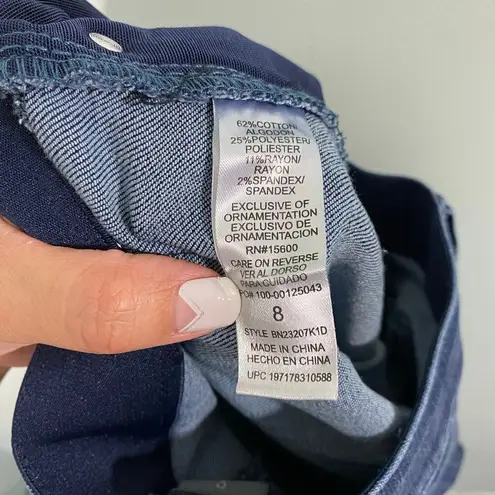 62%COTTON/
ALGODON
25%POLYESTER/
POLIESTER
11%RAYON/
RAYON
2%SPANDEX/
SPANDEX
EXCLUSIVE OF
ORNAMENTATION
EXCLUSIVO DE
ORNAMENTACION
RN#15600
CARE ON REVERSE
VER AL DORSO
PARA CUIDADO
PO# 100-00125043
8
STYLE BN23207K1D
MADE IN CHINA
HECHO EN CHINA
UPC 197178310588